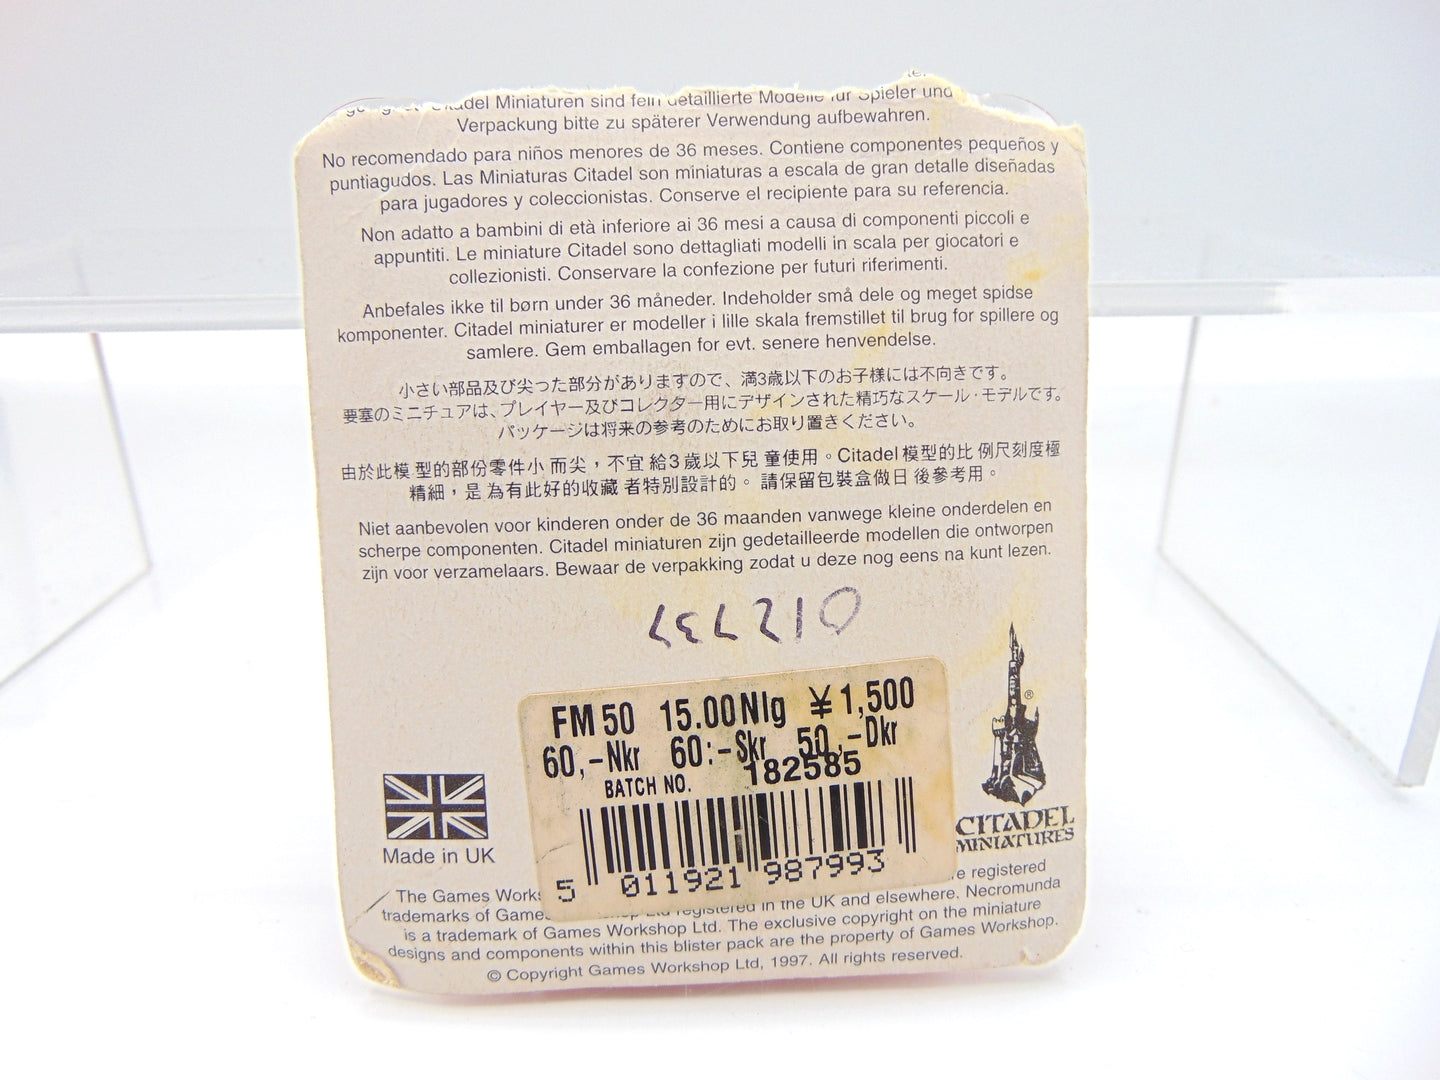 Miniaturen sind fein detaillierte Modelle für Spieler und
Verpackung bitte zu späterer Verwendung aufbewahren.
No recomendado para niños menores de 36 meses. Contiene componentes pequeños y
puntiagudos. Las Miniaturas Citadel son miniaturas a escala de gran detalle diseñadas
para jugadores y coleccionistas. Conserve el recipiente para su referencia.
Non adatto a bambini di età inferiore ai 36 mesi a causa di componenti piccoli e
appuntiti. Le miniature Citadel sono dettagliati modelli in scala per giocatori e
collezionisti. Conservare la confezione per futuri riferimenti.
Anbefales ikke til børn under 36 måneder. Indeholder små dele og meget spidse
komponenter. Citadel miniaturer er modeller i lille skala fremstillet til brug for spillere og
samlere. Gem emballagen for evt. senere henvendelse.
小さい部品及び尖った部分がありますので、満3歳以下のお子様には不向きです。
要塞のミニチュアは、プレイヤー及びコレクター用にデザインされた精巧なスケール・モデルです。
パッケージは将来の参考のためにお取り置きください。
由於此模型的部份零件小而尖，不宜給3歲以下兒童使用。Citadel模型的比例尺刻度極
精細，是為有此好的收藏者特別設計的。請保留包裝盒做日後參考用。
Niet aanbevolen voor kinderen onder de 36 maanden vanwege kleine onderdelen en
scherpe componenten. Citadel miniaturen zijn gedetailleerde modellen die ontworpen
zijn voor verzamelaars. Bewaar de verpakking zodat u deze nog eens na kunt lezen.
FM 50 15.00Nlg ¥1,500
60,-Nkr 60:-Skr 50,-Dkr
BATCH NO. 182585
5 011921 987993
Made in UK
®
CITADEL
MINIATURES
The Games registered
trademarks of registered in the UK and elsewhere. Necromunda
is a trademark of Games Workshop Ltd. The exclusive copyright on the miniature
designs and components within this blister pack are the property of Games Workshop.
© Copyright Games Workshop Ltd, 1997. All rights reserved.